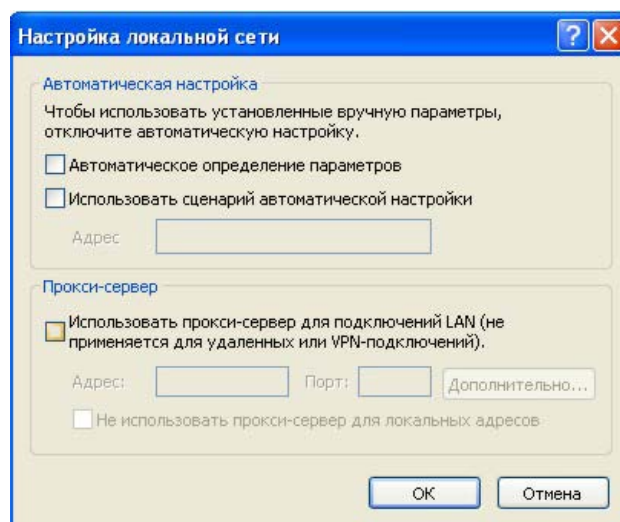 Настройка локальной сети
Автоматическая настройка
Чтобы использовать установленные вручную параметры,
отключите автоматическую настройку.
Автоматическое определение параметров
Использовать сценарий автоматической настройки
Адрес
Прокси-сервер
Использовать прокси-сервер для подключений LAN (не
применяется для удаленных или VPN-подключений).
Адрес: Порт: Дополнительно...
Не использовать прокси-сервер для локальных адресов
ОК Отмена